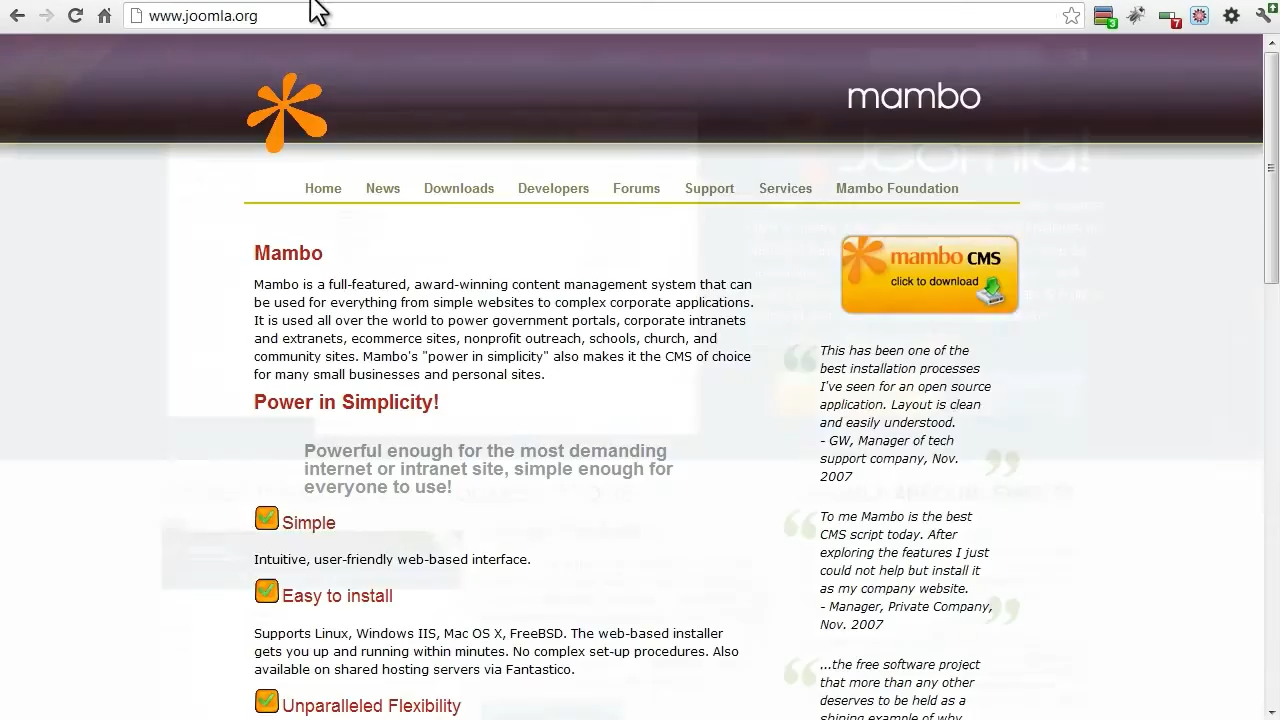 www.joomla.org
3
7
mambo
Joomla!
Home News Downloads Developers Forums Support Services Mambo Foundation
Mambo
Mambo is a full-featured, award-winning content management system that can
be used for everything from simple websites to complex corporate applications.
It is used all over the world to power government portals, corporate intranets
and extranets, ecommerce sites, nonprofit outreach, schools, church, and
community sites. Mambo's "power in simplicity" also makes it the CMS of choice
for many small businesses and personal sites.
Power in Simplicity!
Powerful enough for the most demanding
internet or intranet site, simple enough for
everyone to use!
Simple
Intuitive, user-friendly web-based interface.
Easy to install
Supports Linux, Windows IIS, Mac OS X, FreeBSD. The web-based installer
gets you up and running within minutes. No complex set-up procedures. Also
available on shared hosting servers via Fantastico.
Unparalleled Flexibility
mambo CMS
click to download
This has been one of the
best installation processes
I've seen for an open source
application. Layout is clean
and easily understood.
- GW, Manager of tech
support company, Nov.
2007
To me Mambo is the best
CMS script today. After
exploring the features I just
could not help but install it
as my company website.
- Manager, Private Company,
Nov. 2007
...the free software project
that more than any other
deserves to be held as a
shining example of why